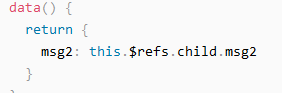 data() {
  return {
    msg2: this.$refs.child.msg2
  }
}